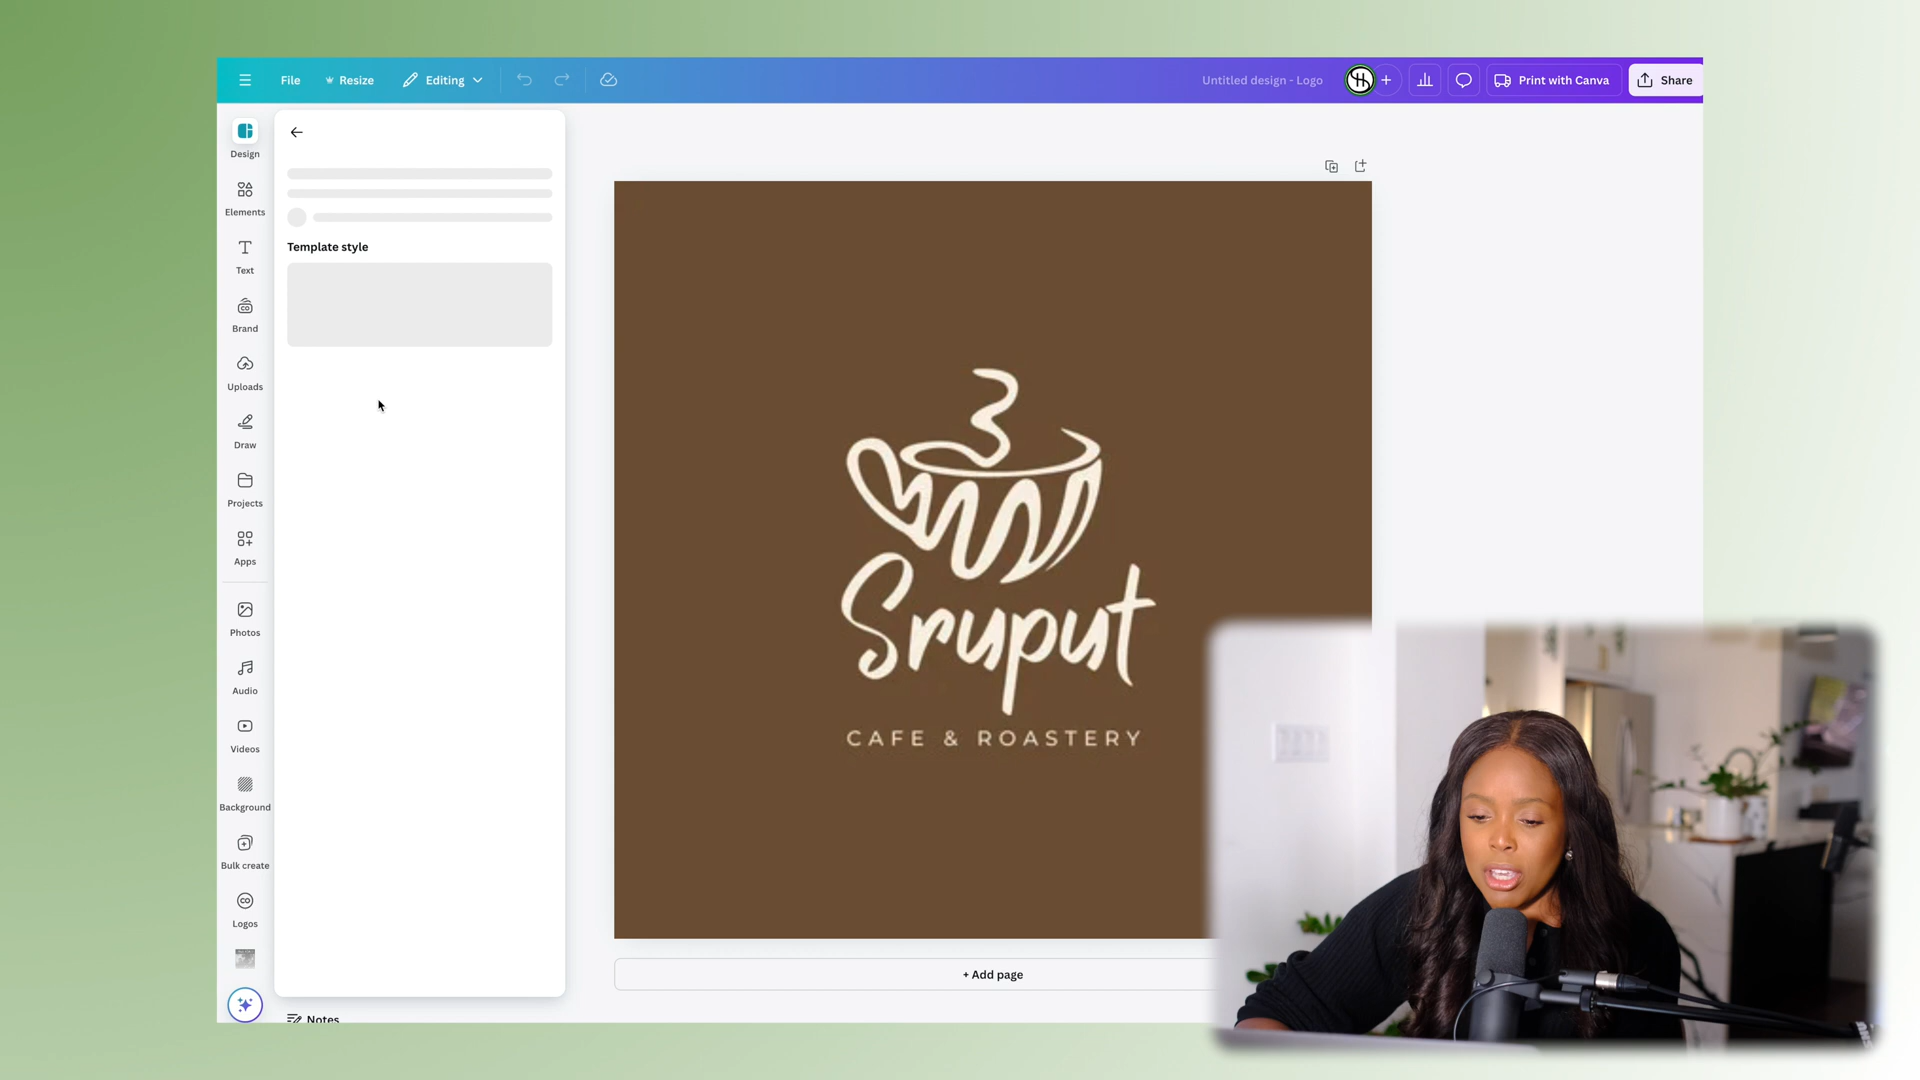 File
Resize
Editing
Untitled design - Logo
Print with Canva
Share
Design
Elements
Text
Brand
Uploads
Draw
Projects
Apps
Photos
Audio
Videos
Background
Bulk create
Logos
Template style
Sruput
CAFE & ROASTERY
+ Add page
Notes